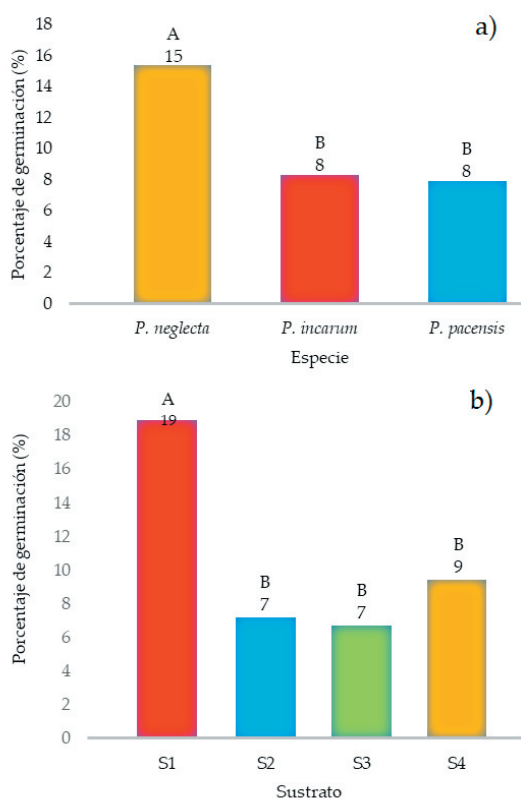 a)
Porcentaje de germinación (%)
18
16
14
12
10
8
6
4
2
0
A
15
B
8
B
8
P. neglecta P. incarum P. pacensis
Especie
b)
Porcentaje de germinación (%)
20
18
16
14
12
10
8
6
4
2
0
A
19
B
7
B
7
B
9
S1 S2 S3 S4
Sustrato